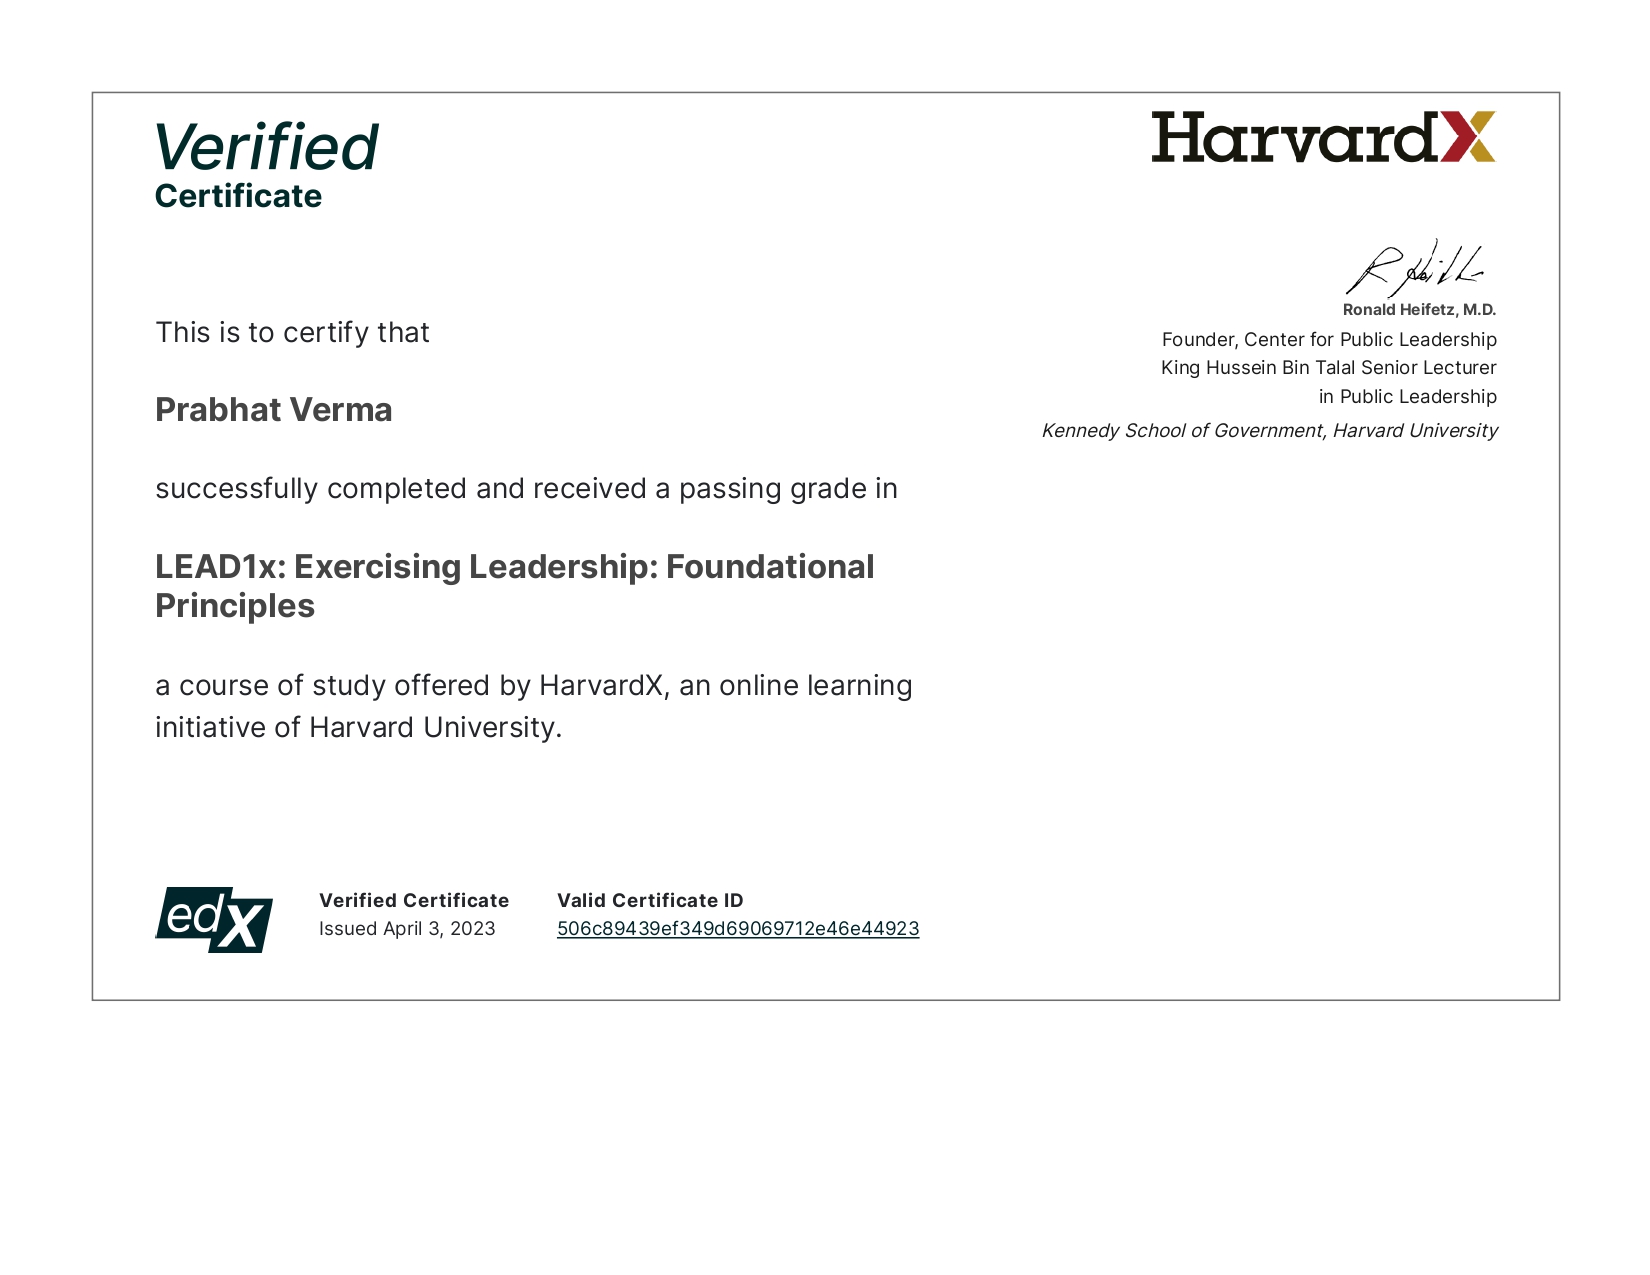 Verified
Certificate
HarvardX
Ronald Heifetz, M.D.
Founder, Center for Public Leadership
King Hussein Bin Talal Senior Lecturer
in Public Leadership
Kennedy School of Government, Harvard University
This is to certify that
Prabhat Verma
successfully completed and received a passing grade in
LEAD1x: Exercising Leadership: Foundational
Principles
a course of study offered by HarvardX, an online learning
initiative of Harvard University.
edX
Verified Certificate
Issued April 3, 2023
Valid Certificate ID
506c89439ef349d69069712e46e44923